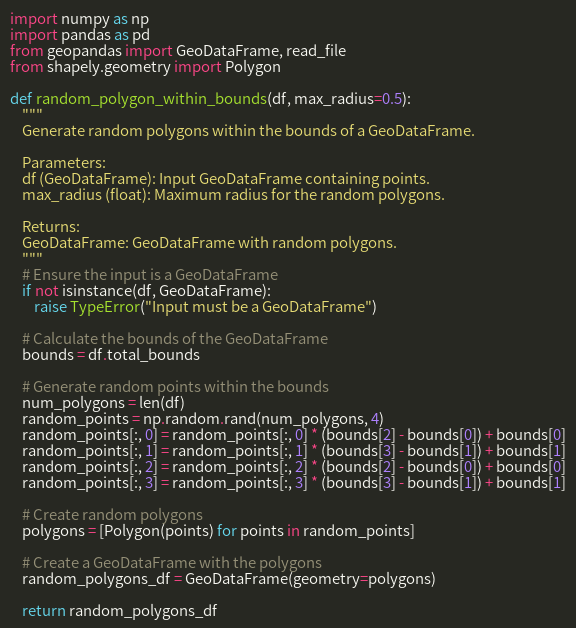 import numpy as np
import pandas as pd
from geopandas import GeoDataFrame, read_file
from shapely.geometry import Polygon

def random_polygon_within_bounds(df, max_radius=0.5):
    """
    Generate random polygons within the bounds of a GeoDataFrame.

    Parameters:
    df (GeoDataFrame): Input GeoDataFrame containing points.
    max_radius (float): Maximum radius for the random polygons.

    Returns:
    GeoDataFrame: GeoDataFrame with random polygons.
    """
    # Ensure the input is a GeoDataFrame
    if not isinstance(df, GeoDataFrame):
        raise TypeError("Input must be a GeoDataFrame")

    # Calculate the bounds of the GeoDataFrame
    bounds = df.total_bounds

    # Generate random points within the bounds
    num_polygons = len(df)
    random_points = np.random.rand(num_polygons, 4)
    random_points[:, 0] = random_points[:, 0] * (bounds[2] - bounds[0]) + bounds[0]
    random_points[:, 1] = random_points[:, 1] * (bounds[3] - bounds[1]) + bounds[1]
    random_points[:, 2] = random_points[:, 2] * (bounds[2] - bounds[0]) + bounds[0]
    random_points[:, 3] = random_points[:, 3] * (bounds[3] - bounds[1]) + bounds[1]

    # Create random polygons
    polygons = [Polygon(points) for points in random_points]

    # Create a GeoDataFrame with the polygons
    random_polygons_df = GeoDataFrame(geometry=polygons)

    return random_polygons_df